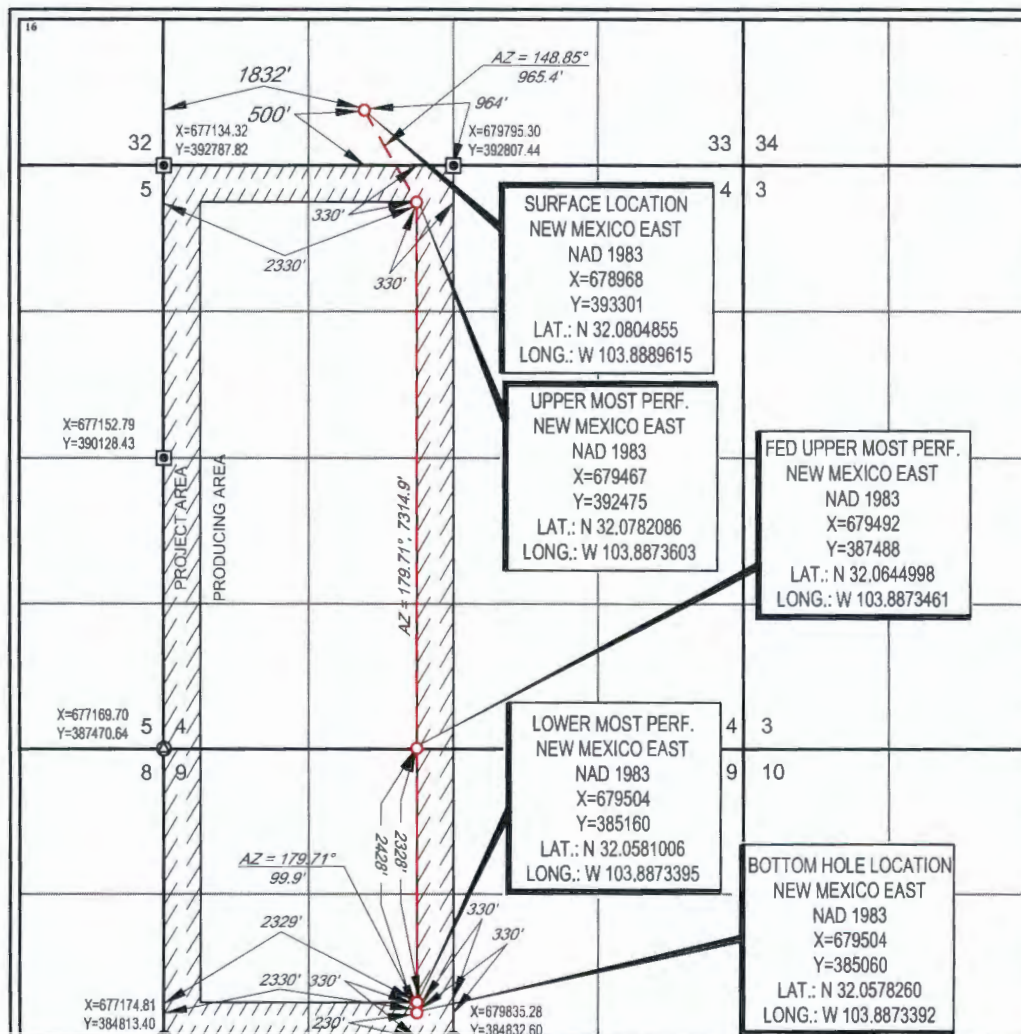 16
AZ = 148.85°
965.4'
1832'
964'
500'
X=677134.32
Y=392787.82
X=679795.30
Y=392807.44
32
33
34
5
4
3
330'
2330'
330'
SURFACE LOCATION
NEW MEXICO EAST
NAD 1983
X=678968
Y=393301
LAT.: N 32.0804855
LONG.: W 103.8889615
UPPER MOST PERF.
NEW MEXICO EAST
NAD 1983
X=679467
Y=392475
LAT.: N 32.0782086
LONG.: W 103.8873603
X=677152.79
Y=390128.43
PROJECT AREA
PRODUCING AREA
AZ = 179.71°, 7314.9'
FED UPPER MOST PERF.
NEW MEXICO EAST
NAD 1983
X=679492
Y=387488
LAT.: N 32.0644998
LONG.: W 103.8873461
X=677169.70
Y=387470.64
5
4
4
3
8
9
9
10
LOWER MOST PERF.
NEW MEXICO EAST
NAD 1983
X=679504
Y=385160
LAT.: N 32.0581006
LONG.: W 103.8873395
2428'
2328'
AZ = 179.71°
99.9'
BOTTOM HOLE LOCATION
NEW MEXICO EAST
NAD 1983
X=679504
Y=385060
LAT.: N 32.0578260
LONG.: W 103.8873392
2329'
330'
330'
2330'
330'
X=677174.81
Y=384813.40
X=679835.28
Y=384832.60
230'